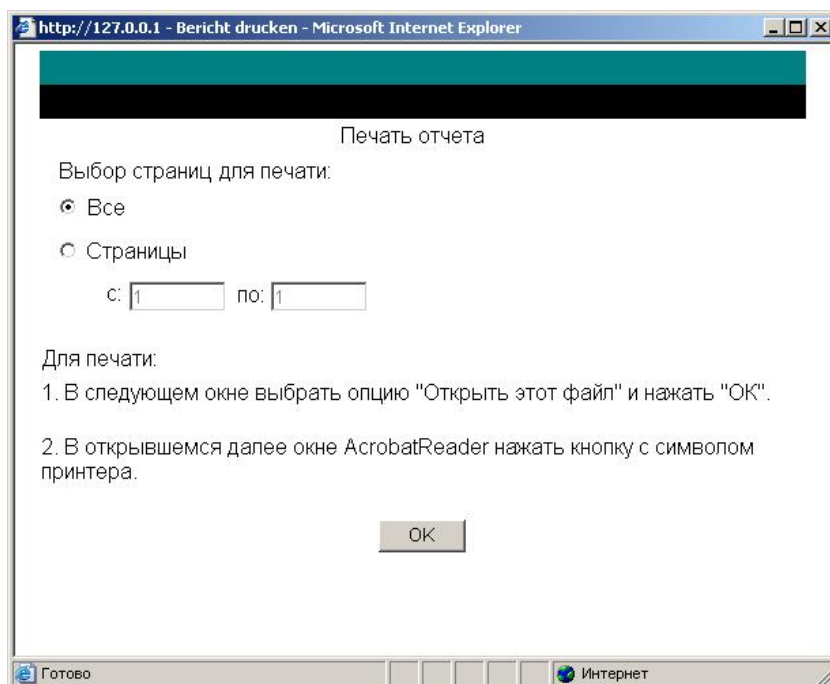 http://127.0.0.1 - Bericht drucken - Microsoft Internet Explorer
Печать отчета
Выбор страниц для печати:
Все
Страницы
с: 1 по: 1
Для печати:
1. В следующем окне выбрать опцию "Открыть этот файл" и нажать "ОК".
2. В открывшемся далее окне AcrobatReader нажать кнопку с символом
принтера.
OK
Готово Интернет